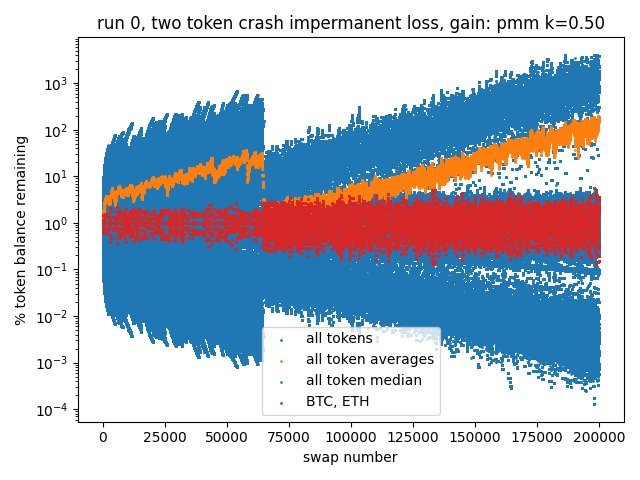 run 0, two token crash impermanent loss, gain: pmm k=0.50
% token balance remaining
10³
10²
10¹
10⁰
10⁻¹
10⁻²
10⁻³
10⁻⁴
all tokens
all token averages
all token median
BTC, ETH
0 25000 50000 75000 100000 125000 150000 175000 200000
swap number